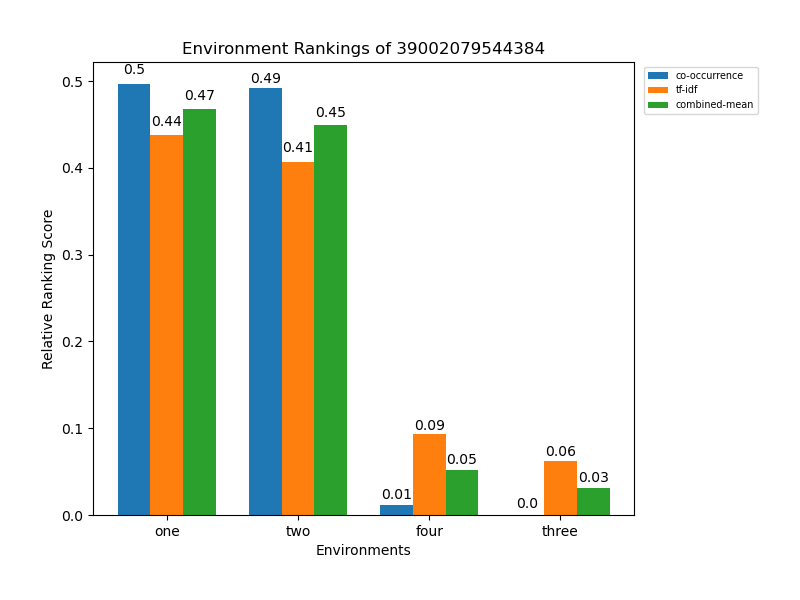 Environment Rankings of 39002079544384
co-occurrence
tf-idf
combined-mean
Relative Ranking Score
0.5
0.4
0.3
0.2
0.1
0.0
0.5
0.44
0.47
0.49
0.41
0.45
0.01
0.09
0.05
0.0
0.06
0.03
one two four three
Environments